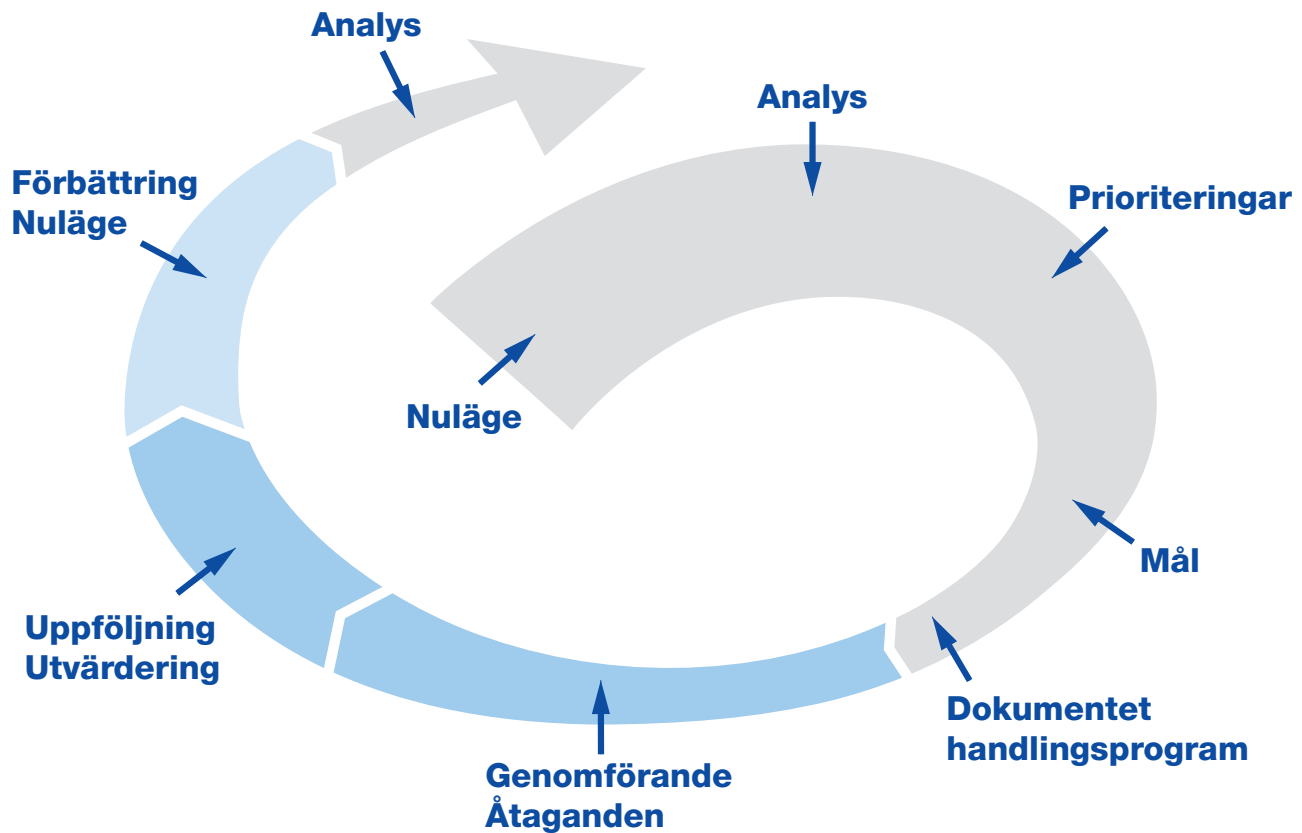 Analys
Analys
Förbättring
Nuläge
Prioriteringar
Nuläge
Mål
Uppföljning
Utvärdering
Dokumentet
handlingsprogram
Genomförande
Åtaganden